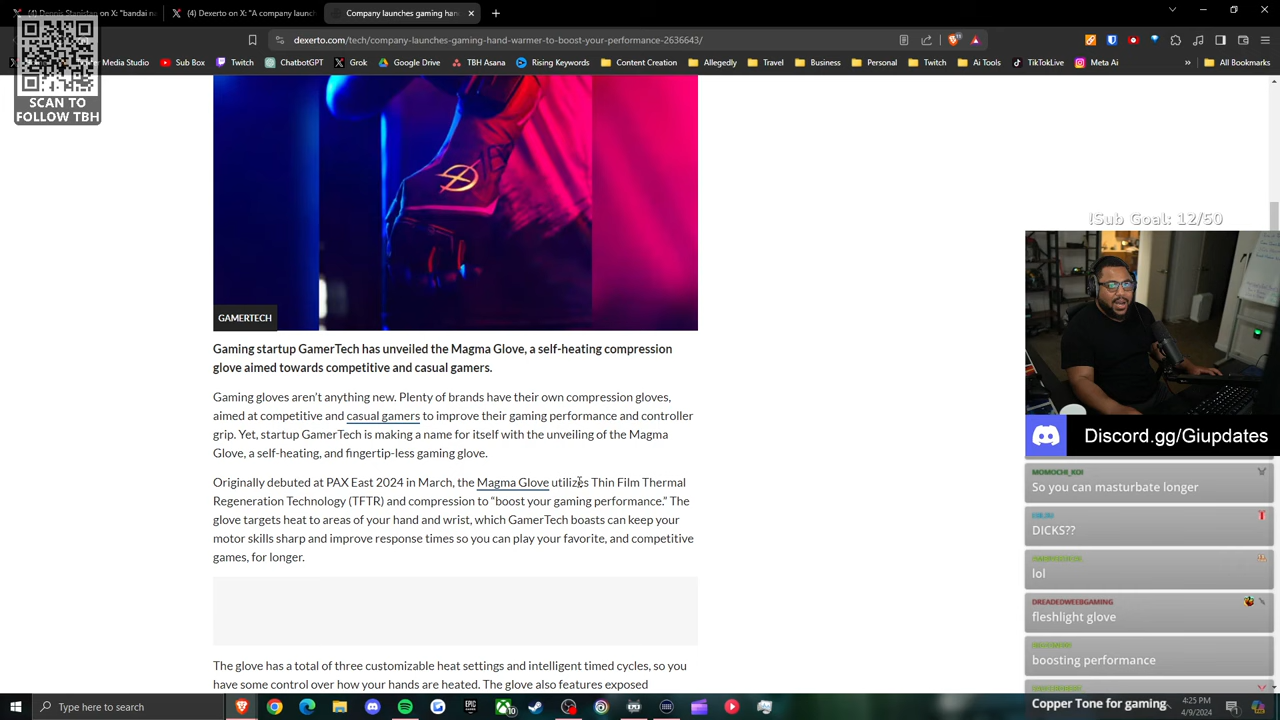 (4) Dennis Stanistan on X: "bandai n
(4) Dexerto on X: "A company launch
Company launches gaming han
dexerto.com/tech/company-launches-gaming-hand-warmer-to-boost-your-performance-2636643/
er Media Studio
Sub Box
Twitch
ChatbotGPT
Grok
Google Drive
TBH Asana
Rising Keywords
Content Creation
Allegedly
Travel
Business
Personal
Twitch
Ai Tools
TikTokLive
Meta Ai
All Bookmarks
SCAN TO
FOLLOW TBH
GAMERTECH
Gaming startup GamerTech has unveiled the Magma Glove, a self-heating compression
glove aimed towards competitive and casual gamers.
Gaming gloves aren't anything new. Plenty of brands have their own compression gloves,
aimed at competitive and casual gamers to improve their gaming performance and controller
grip. Yet, startup GamerTech is making a name for itself with the unveiling of the Magma
Glove, a self-heating, and fingertip-less gaming glove.
Originally debuted at PAX East 2024 in March, the Magma Glove utilizes Thin Film Thermal
Regeneration Technology (TFTR) and compression to "boost your gaming performance." The
glove targets heat to areas of your hand and wrist, which GamerTech boasts can keep your
motor skills sharp and improve response times so you can play your favorite, and competitive
games, for longer.
The glove has a total of three customizable heat settings and intelligent timed cycles, so you
have some control over how your hands are heated. The glove also features exposed
!Sub Goal: 12/50
Discord.gg/Giupdates
MOMOCHI_KOI
So you can masturbate longer
DICKS??
lol
DREADEDWEEBGAMING
fleshlight glove
boosting performance
Copper Tone for gaming
Type here to search
4:25 PM
4/9/2024